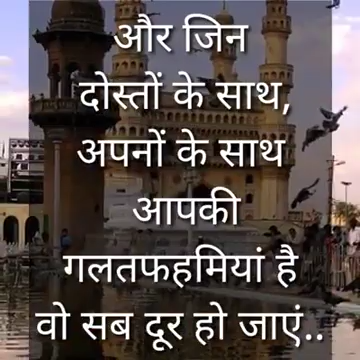 और जिन
दोस्तों के साथ,
अपनों के साथ
आपकी
गलतफहमियां है
वो सब दूर हो जाएं..